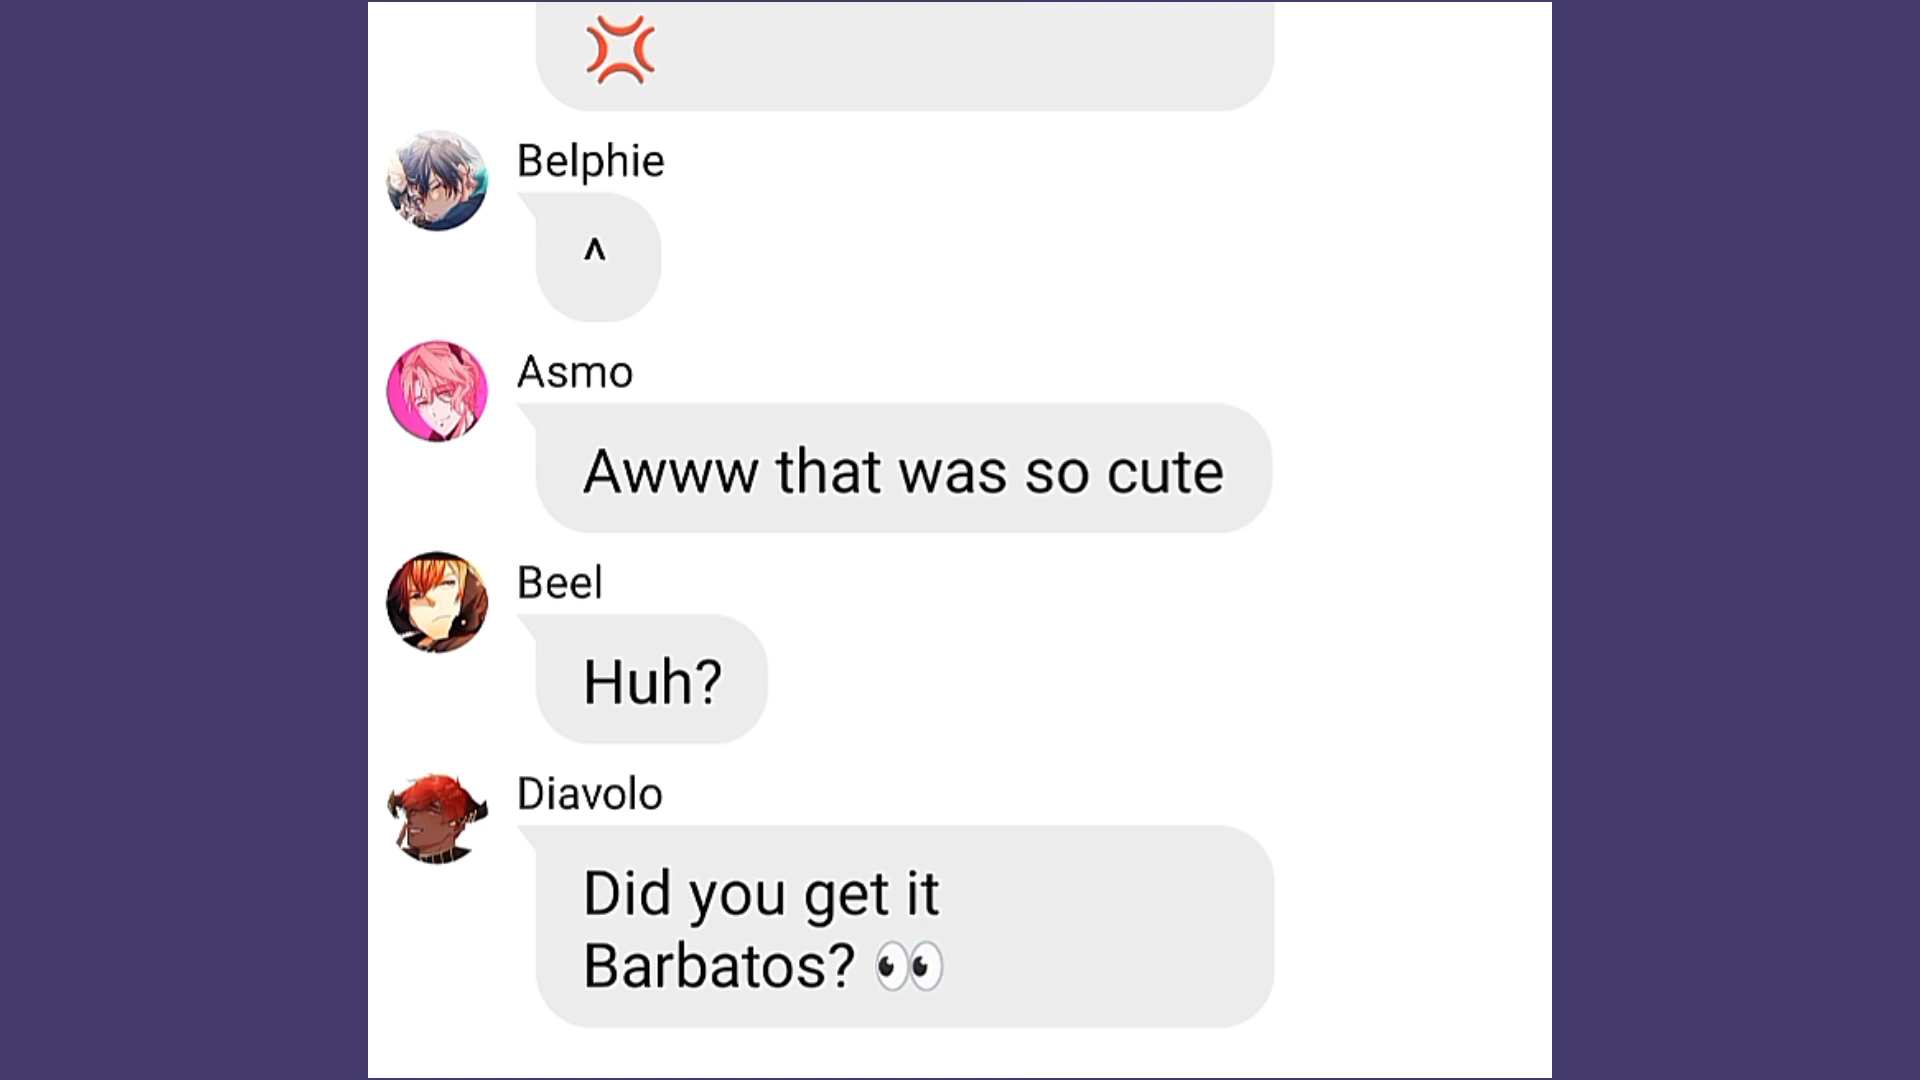 💢
Belphie
^
Asmo
Awww that was so cute
Beel
Huh?
Diavolo
Did you get it
Barbatos? 👀